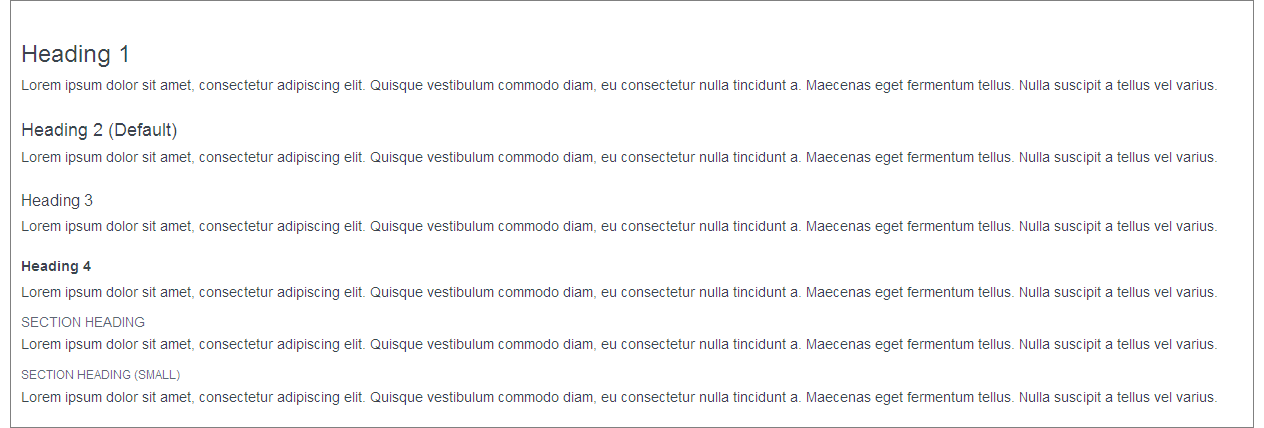 Heading 1
Lorem ipsum dolor sit amet, consectetur adipiscing elit. Quisque vestibulum commodo diam, eu consectetur nulla tincidunt a. Maecenas eget fermentum tellus. Nulla suscipit a tellus vel varius.
Heading 2 (Default)
Lorem ipsum dolor sit amet, consectetur adipiscing elit. Quisque vestibulum commodo diam, eu consectetur nulla tincidunt a. Maecenas eget fermentum tellus. Nulla suscipit a tellus vel varius.
Heading 3
Lorem ipsum dolor sit amet, consectetur adipiscing elit. Quisque vestibulum commodo diam, eu consectetur nulla tincidunt a. Maecenas eget fermentum tellus. Nulla suscipit a tellus vel varius.
Heading 4
Lorem ipsum dolor sit amet, consectetur adipiscing elit. Quisque vestibulum commodo diam, eu consectetur nulla tincidunt a. Maecenas eget fermentum tellus. Nulla suscipit a tellus vel varius.
SECTION HEADING
Lorem ipsum dolor sit amet, consectetur adipiscing elit. Quisque vestibulum commodo diam, eu consectetur nulla tincidunt a. Maecenas eget fermentum tellus. Nulla suscipit a tellus vel varius.
SECTION HEADING (SMALL)
Lorem ipsum dolor sit amet, consectetur adipiscing elit. Quisque vestibulum commodo diam, eu consectetur nulla tincidunt a. Maecenas eget fermentum tellus. Nulla suscipit a tellus vel varius.